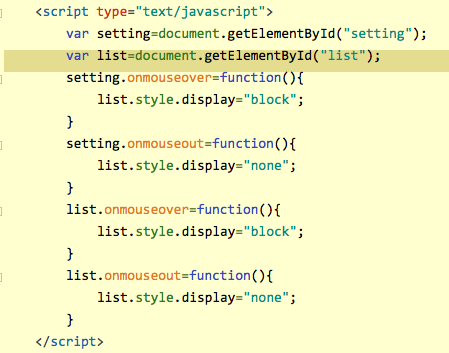 <script type="text/javascript">
var setting=document.getElementById("setting");
var list=document.getElementById("list");
setting.onmouseover=function(){
list.style.display="block";
}
setting.onmouseout=function(){
list.style.display="none";
}
list.onmouseover=function(){
list.style.display="block";
}
list.onmouseout=function(){
list.style.display="none";
}
</script>